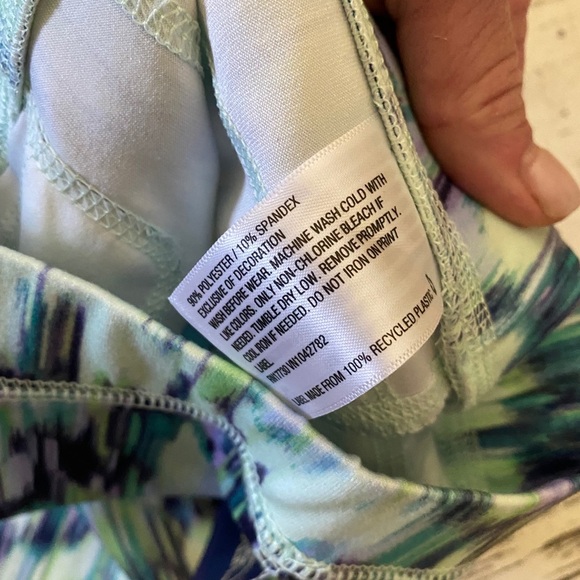 90% POLYESTER / 10% SPANDEX
EXCLUSIVE OF DECORATION
WASH BEFORE WEAR. MACHINE WASH COLD WITH
LIKE COLORS. ONLY NON-CHLORINE BLEACH IF
NEEDED. TUMBLE DRY LOW. REMOVE PROMPTLY.
COOL IRON IF NEEDED. DO NOT IRON ON PRINT
LABEL
VN1042782
LABEL MADE FROM 100% RECYCLED PLASTIC